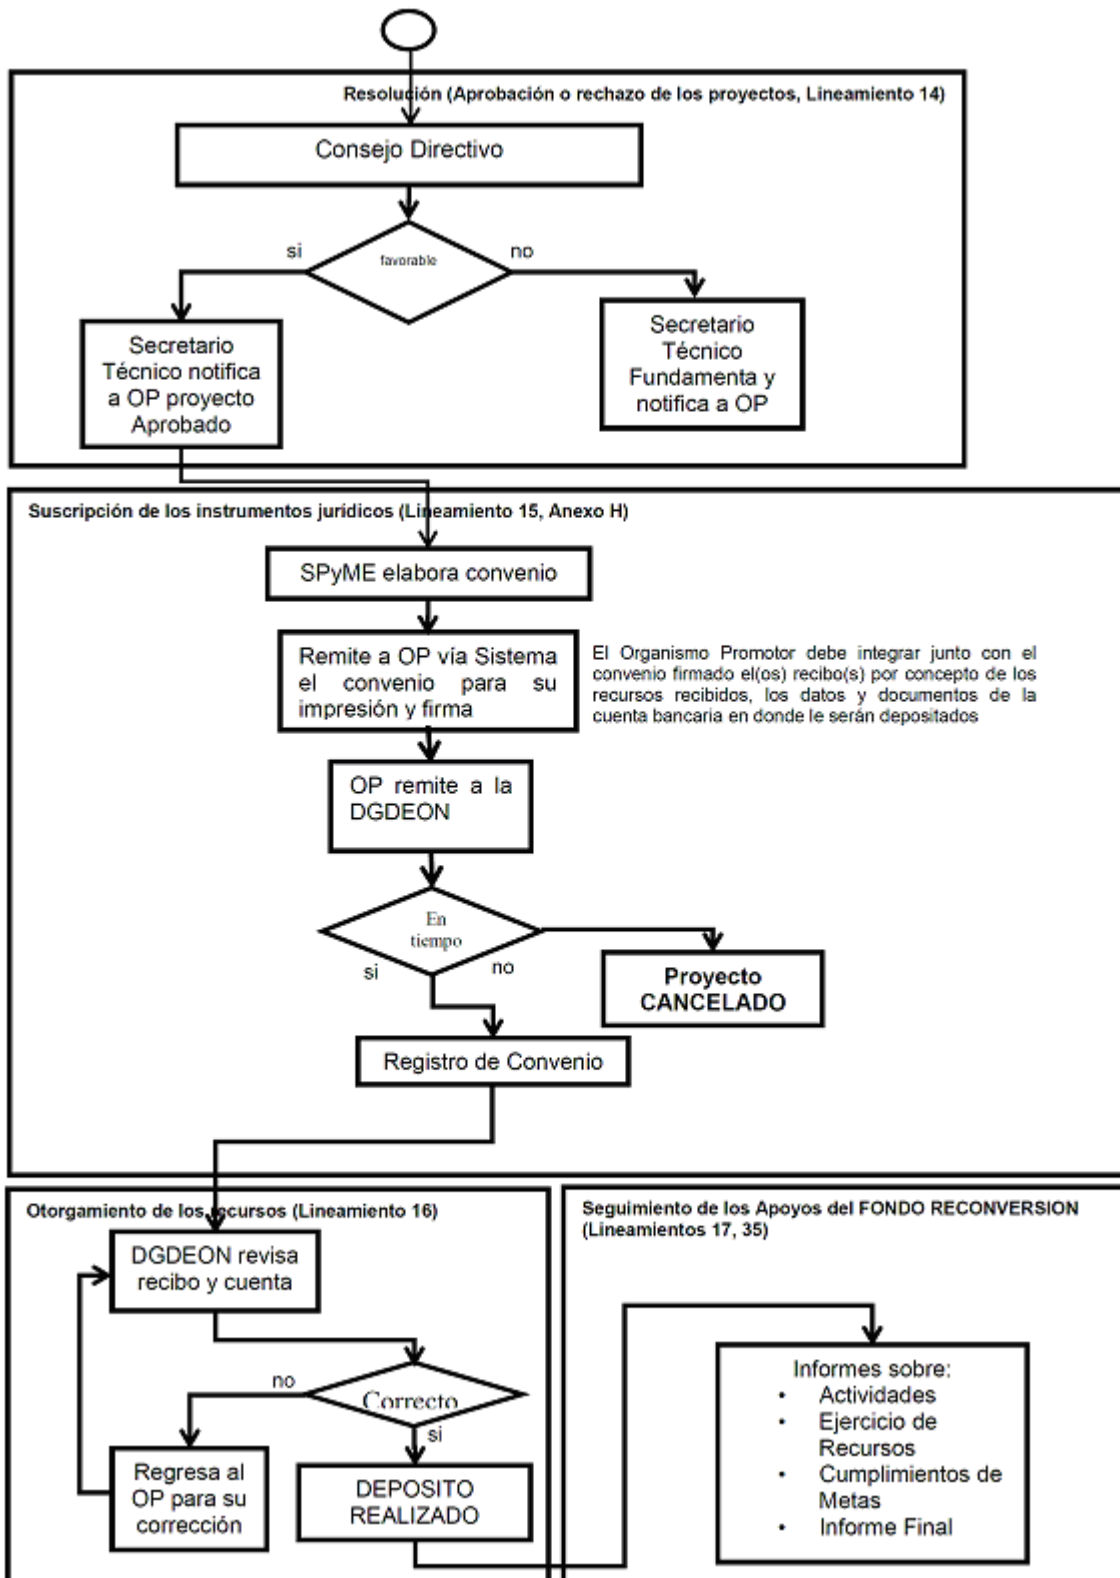 Resolución (Aprobación o rechazo de los proyectos, Lineamiento 14)
Consejo Directivo
si
favorable
no
Secretario
Técnico notifica
a OP proyecto
Aprobado
Secretario
Técnico
Fundamenta y
notifica a OP
Suscripción de los instrumentos jurídicos (Lineamiento 15, Anexo H)
SPyME elabora convenio
Remite a OP vía Sistema
el convenio para su
impresión y firma
El Organismo Promotor debe integrar junto con el
convenio firmado el(os) recibo(s) por concepto de los
recursos recibidos, los datos y documentos de la
cuenta bancaria en donde le serán depositados
OP remite a la
DGDEON
En
tiempo
si
no
Proyecto
CANCELADO
Registro de Convenio
Otorgamiento de los recursos (Lineamiento 16)
DGDEON revisa
recibo y cuenta
no
Correcto
si
Regresa al
OP para su
corrección
DEPOSITO
REALIZADO
Seguimiento de los Apoyos del FONDO RECONVERSION
(Lineamientos 17, 35)
Informes sobre:
• Actividades
• Ejercicio de
Recursos
• Cumplimientos de
Metas
• Informe Final